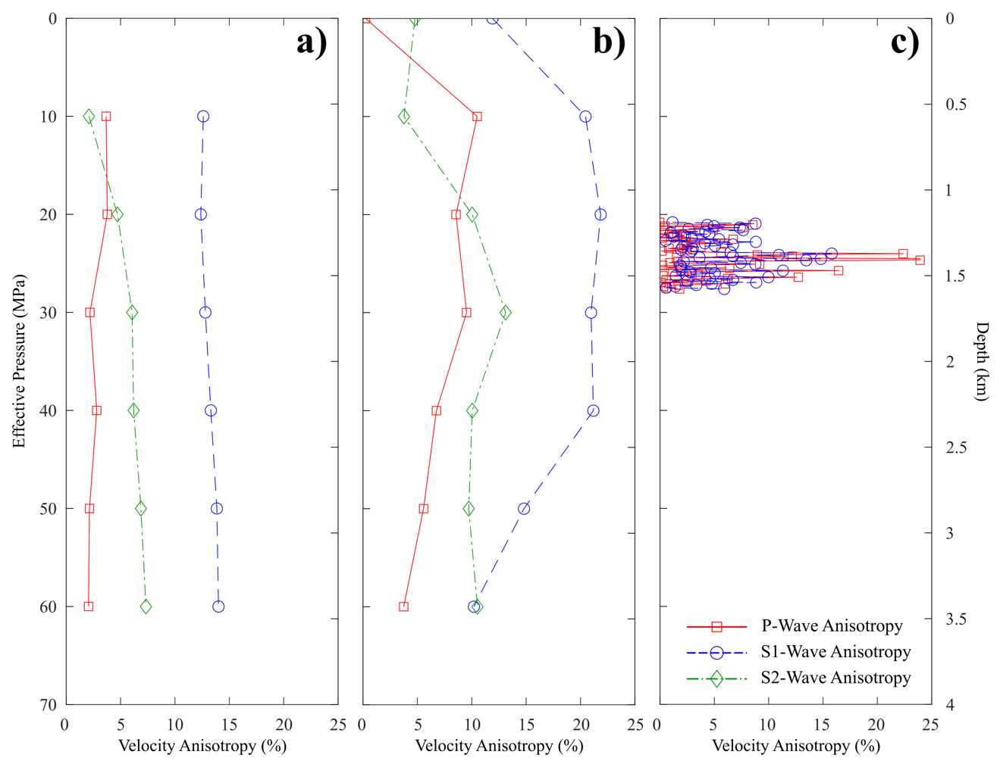 a)
b)
c)
0
10
20
30
40
50
60
70
Effective Pressure (MPa)
0
0.5
1
1.5
2
2.5
3
3.5
4
Depth (km)
P-Wave Anisotropy
S1-Wave Anisotropy
S2-Wave Anisotropy
0 5 10 15 20 25
0 5 10 15 20 25
0 5 10 15 20 25
Velocity Anisotropy (%)
Velocity Anisotropy (%)
Velocity Anisotropy (%)